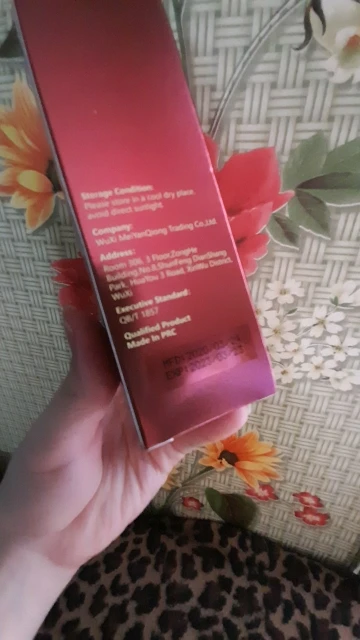 Storage Condition:
Please store in a cool dry place,
avoid direct sunlight
Company:
WuXi MeiYanQiong Trading Co.,Ltd.
Address:
Room 306, 3 Floor,ZongHe
Building,No.8,ShunFeng DianShang
Park, HuaYou 3 Road, XinWu District,
WuXi
Executive Standard:
QB/T 1857
Qualified Product
Made in PRC